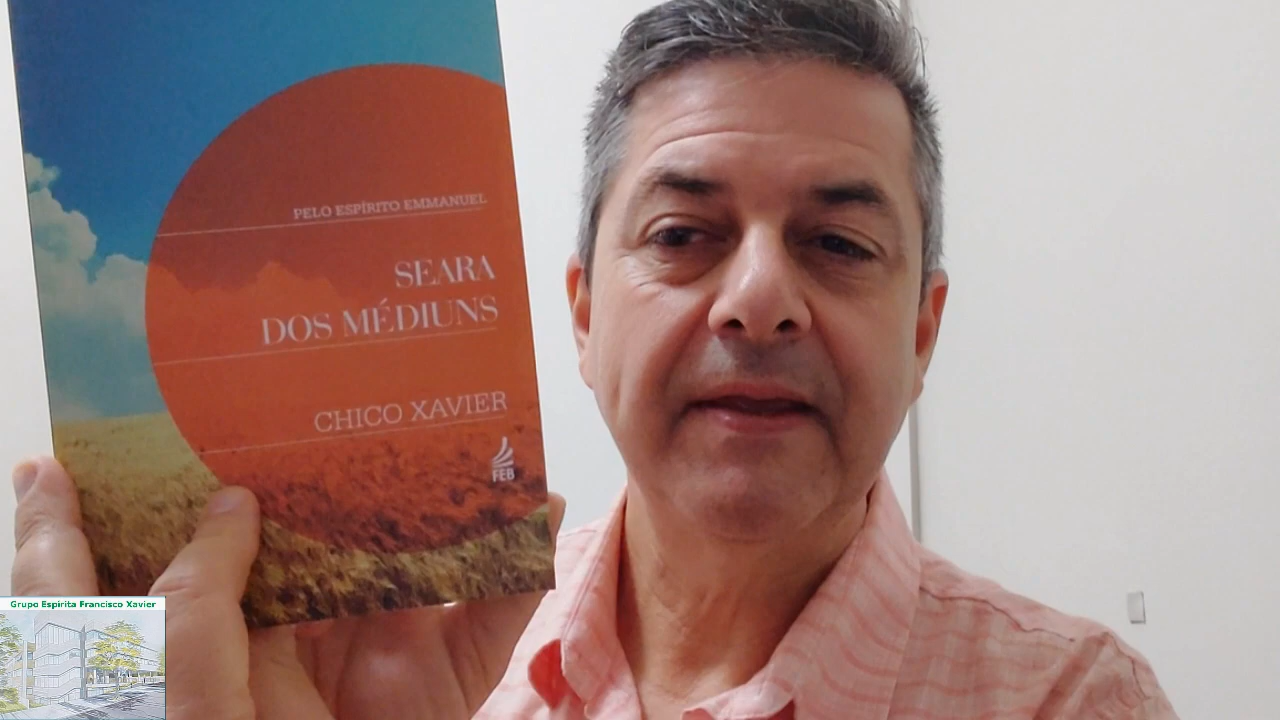 PELO ESPÍRITO EMMANUEL
SEARA
DOS MÉDIUNS
CHICO XAVIER
FEB
Grupo Espírita Francisco Xavier